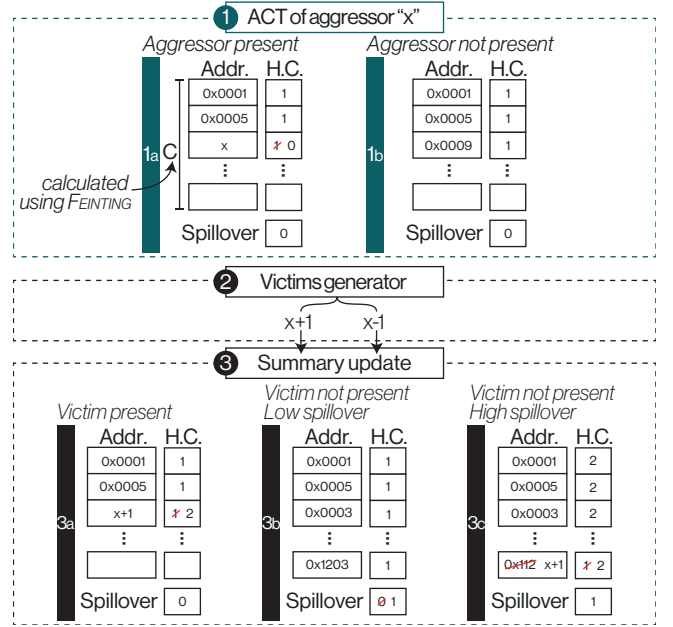 1 ACT of aggressor "x"
Aggressor present
Addr. H.C.
0x0001 1
0x0005 1
x 1 0
⋮ ⋮
Spillover 0
1a
C
calculated
using FEINTING
Aggressor not present
Addr. H.C.
0x0001 1
0x0005 1
0x0009 1
⋮ ⋮
Spillover 0
1b
2 Victims generator
x+1 x-1
3 Summary update
Victim present
Addr. H.C.
0x0001 1
0x0005 1
x+1 1 2
⋮ ⋮
Spillover 0
3a
Victim not present
Low spillover
Addr. H.C.
0x0001 1
0x0005 1
0x0003 1
⋮ ⋮
0x1203 1
Spillover 0 1
3b
Victim not present
High spillover
Addr. H.C.
0x0001 2
0x0005 2
0x0003 2
⋮ ⋮
0x112 x+1 1 2
Spillover 1
3c